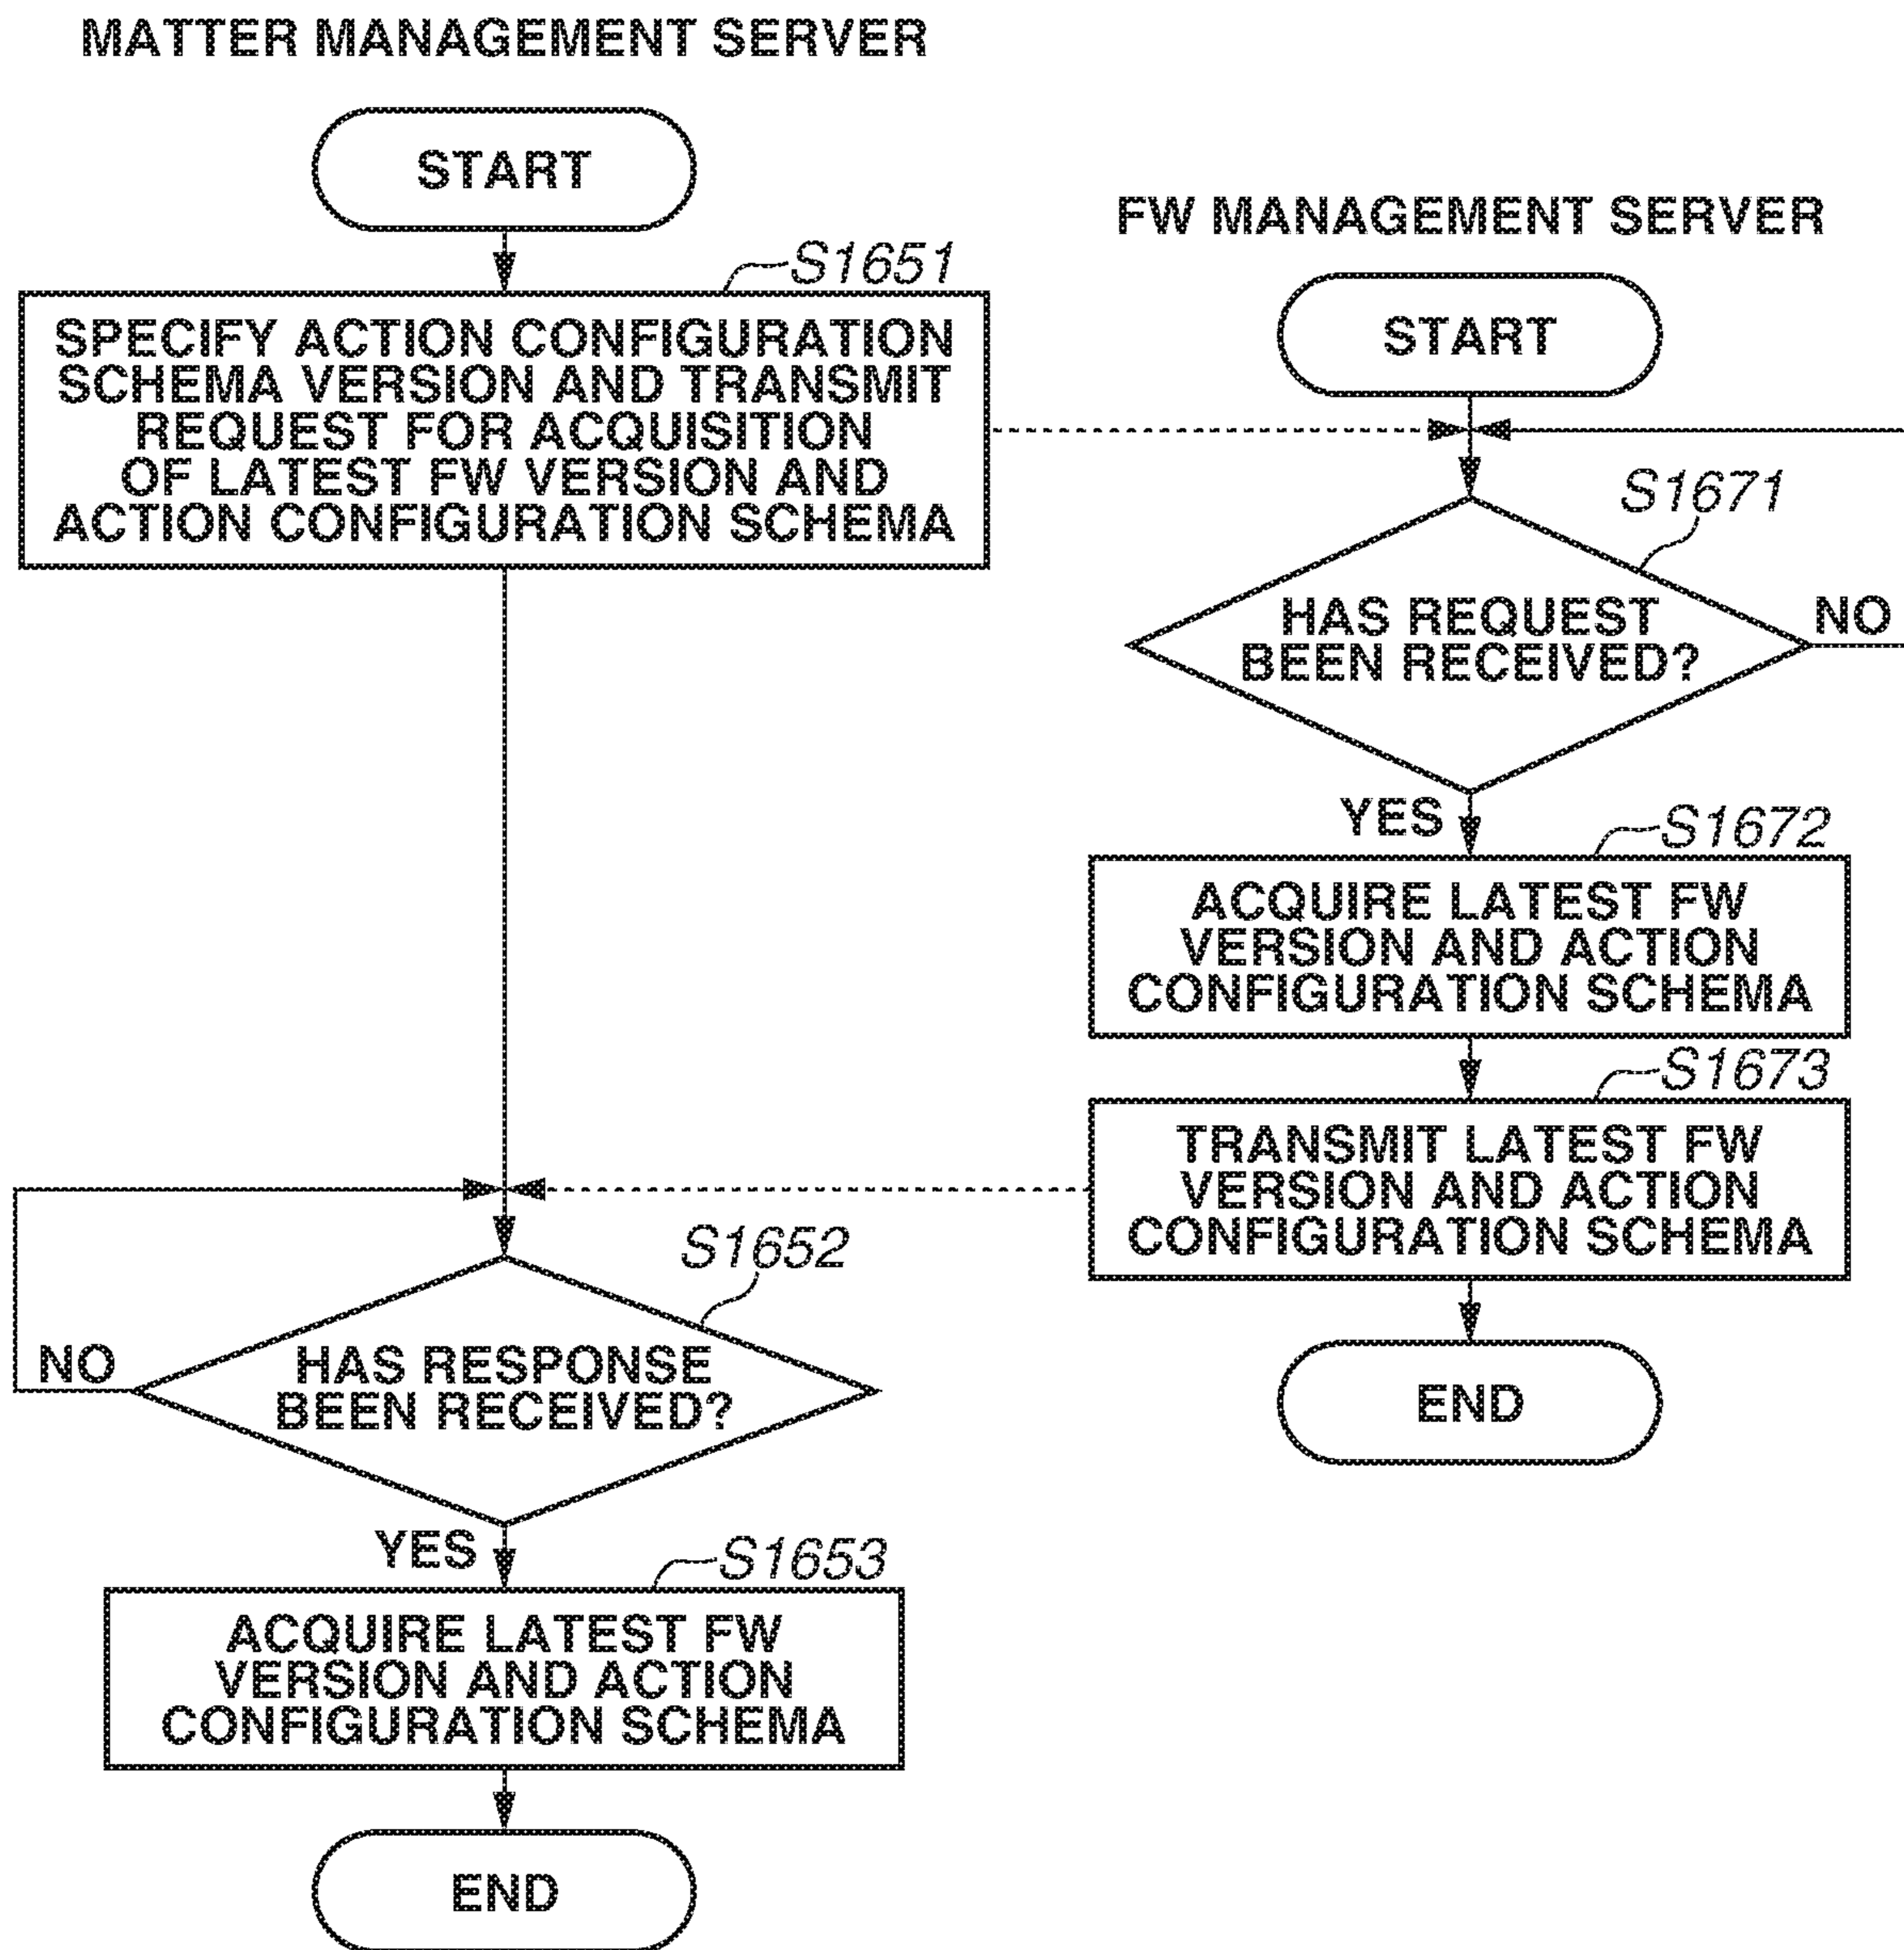 MATTER MANAGEMENT SERVER
START
S1651
SPECIFY ACTION CONFIGURATION
SCHEMA VERSION AND TRANSMIT
REQUEST FOR ACQUISITION
OF LATEST FW VERSION AND
ACTION CONFIGURATION SCHEMA
S1652
HAS RESPONSE
BEEN RECEIVED?
NO
YES
S1653
ACQUIRE LATEST FW
VERSION AND ACTION
CONFIGURATION SCHEMA
END
FW MANAGEMENT SERVER
START
S1671
HAS REQUEST
BEEN RECEIVED?
NO
YES
S1672
ACQUIRE LATEST FW
VERSION AND ACTION
CONFIGURATION SCHEMA
S1673
TRANSMIT LATEST FW
VERSION AND ACTION
CONFIGURATION SCHEMA
END